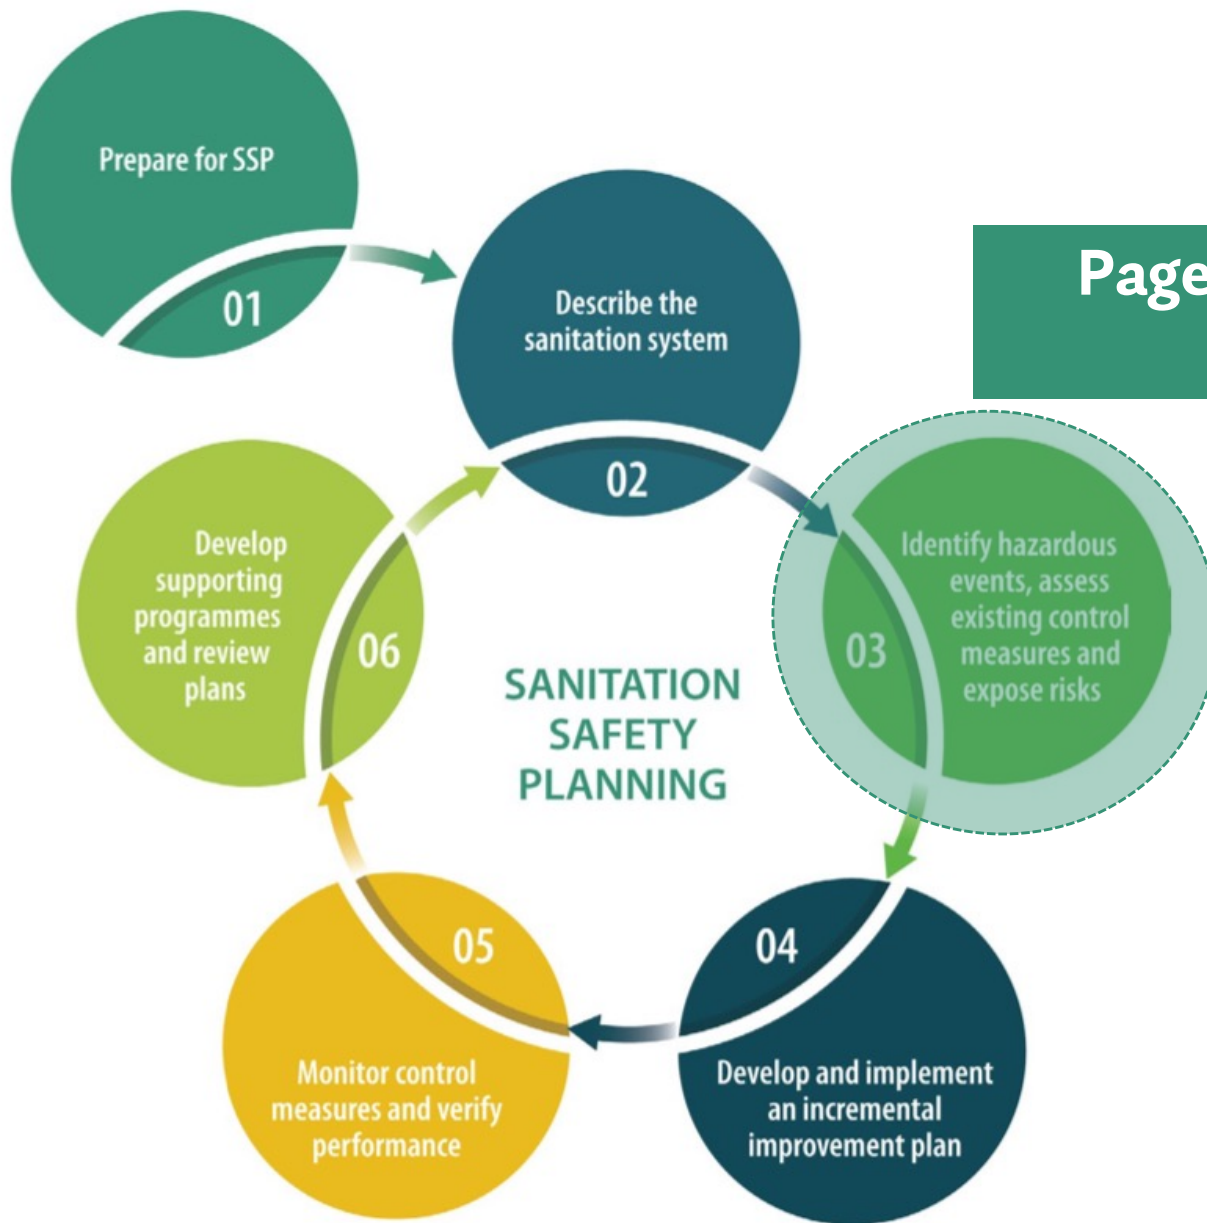 Prepare for SSP
01
Describe the
sanitation system
02
Page
Identify hazardous
events, assess
existing control
measures and
expose risks
03
Develop and implement
an incremental
improvement plan
04
Monitor control
measures and verify
performance
05
Develop
supporting
programmes
and review
plans
06
SANITATION
SAFETY
PLANNING